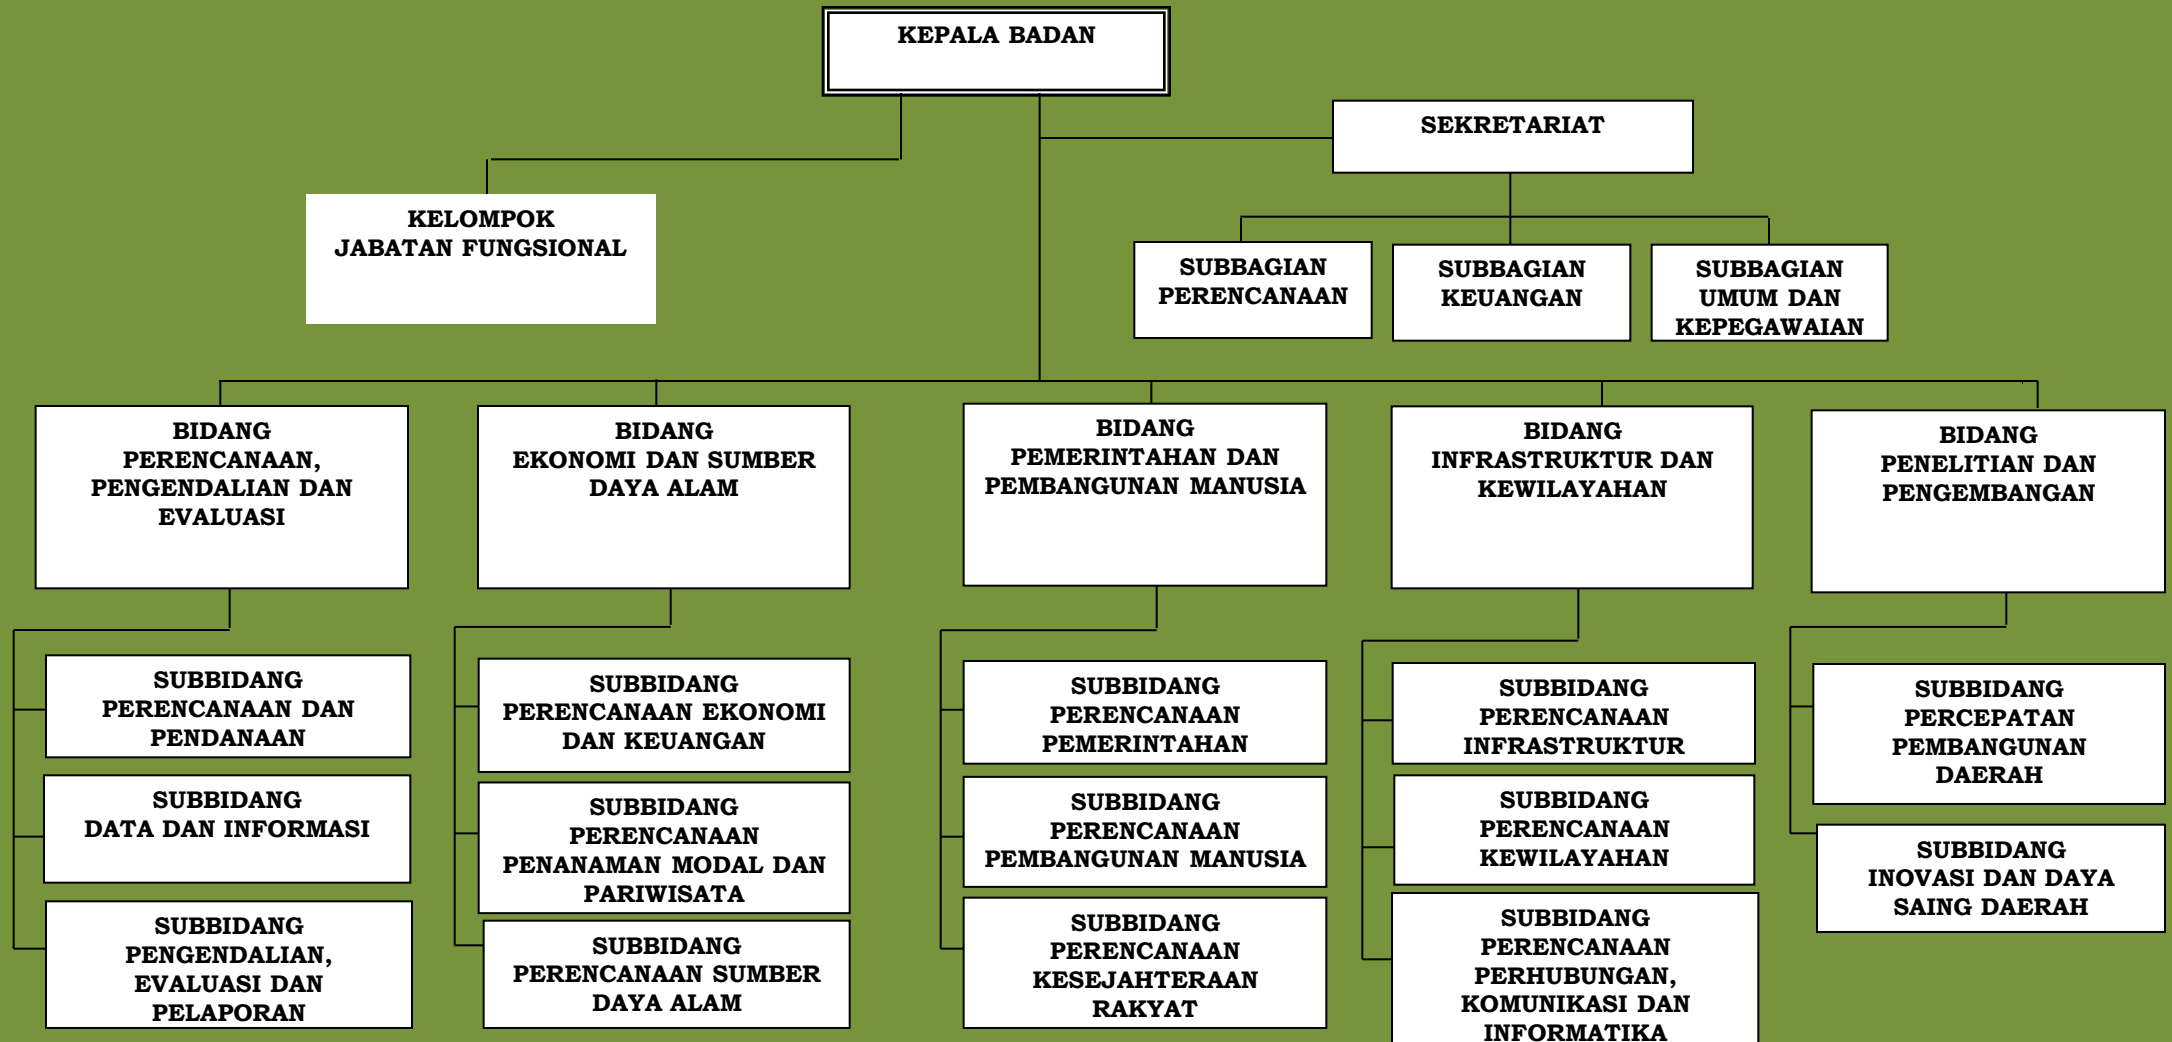 KEPALA BADAN
SEKRETARIAT
KELOMPOK
JABATAN FUNGSIONAL
SUBBAGIAN
PERENCANAAN
SUBBAGIAN
KEUANGAN
SUBBAGIAN
UMUM DAN
KEPEGAWAIAN
BIDANG
PERENCANAAN,
PENGENDALIAN DAN
EVALUASI
BIDANG
EKONOMI DAN SUMBER
DAYA ALAM
BIDANG
PEMERINTAHAN DAN
PEMBANGUNAN MANUSIA
BIDANG
INFRASTRUKTUR DAN
KEWILAYAHAN
BIDANG
PENELITIAN DAN
PENGEMBANGAN
SUBBIDANG
PERENCANAAN DAN
PENDANAAN
SUBBIDANG
DATA DAN INFORMASI
SUBBIDANG
PENGENDALIAN,
EVALUASI DAN
PELAPORAN
SUBBIDANG
PERENCANAAN EKONOMI
DAN KEUANGAN
SUBBIDANG
PERENCANAAN
PENANAMAN MODAL DAN
PARIWISATA
SUBBIDANG
PERENCANAAN SUMBER
DAYA ALAM
SUBBIDANG
PERENCANAAN
PEMERINTAHAN
SUBBIDANG
PERENCANAAN
PEMBANGUNAN MANUSIA
SUBBIDANG
PERENCANAAN
KESEJAHTERAAN
RAKYAT
SUBBIDANG
PERENCANAAN
INFRASTRUKTUR
SUBBIDANG
PERENCANAAN
KEWILAYAHAN
SUBBIDANG
PERENCANAAN
PERHUBUNGAN,
KOMUNIKASI DAN
INFORMATIKA
SUBBIDANG
PERCEPATAN
PEMBANGUNAN
DAERAH
SUBBIDANG
INOVASI DAN DAYA
SAING DAERAH